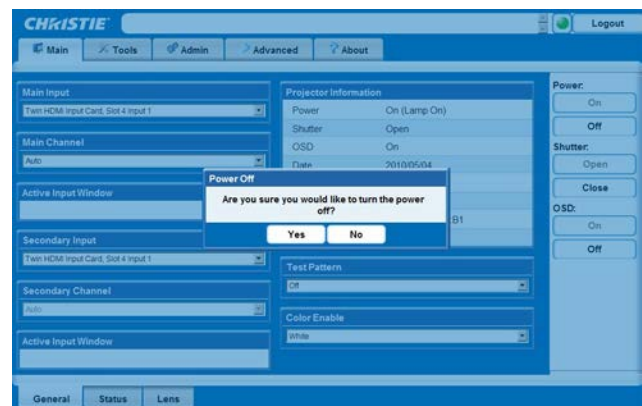 CHRISTIE
Logout
Main
Tools
Admin
Advanced
About
Main Input
Twin HDMI Input Card, Slot 4 Input 1
Main Channel
Auto
Active Input Window
Secondary Input
Twin HDMI Input Card, Slot 4 Input 1
Secondary Channel
Auto
Active Input Window
Projector Information
Power On (Lamp On)
Shutter Open
OSD On
Date 2010/05/04
:B1
Test Pattern
Off
Color Enable
White
Power Off
Are you sure you would like to turn the power
off?
Yes No
Power:
On
Off
Shutter:
Open
Close
OSD:
On
Off
General
Status
Lens